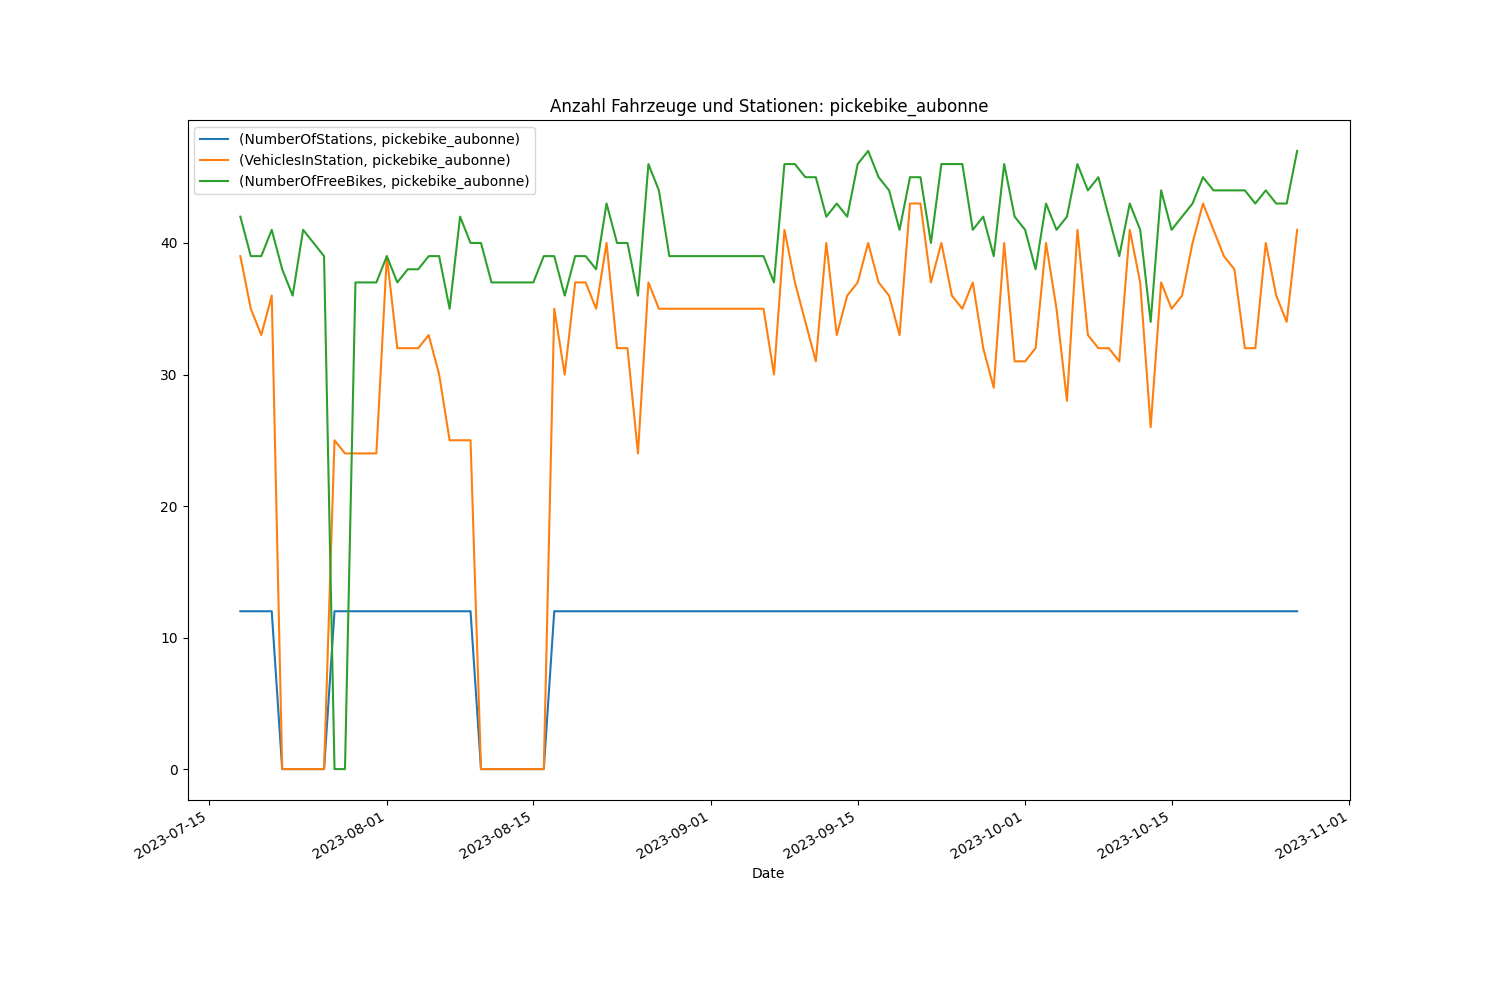 Anzahl Fahrzeuge und Stationen: pickebike_aubonne
(NumberOfStations, pickebike_aubonne)
(VehiclesInStation, pickebike_aubonne)
(NumberOfFreeBikes, pickebike_aubonne)
40
30
20
10
0
2023-07-15
2023-08-01
2023-08-15
2023-09-01
2023-09-15
2023-10-01
2023-10-15
2023-11-01
Date